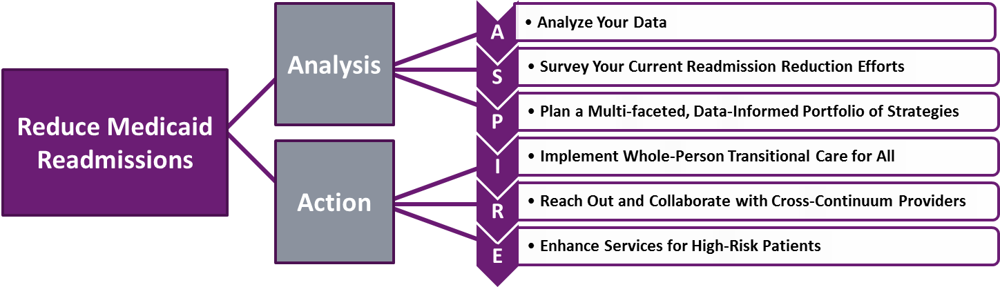 Reduce Medicaid
Readmissions
Analysis
Action
A
• Analyze Your Data
S
• Survey Your Current Readmission Reduction Efforts
P
• Plan a Multi-faceted, Data-Informed Portfolio of Strategies
I
• Implement Whole-Person Transitional Care for All
R
• Reach Out and Collaborate with Cross-Continuum Providers
E
• Enhance Services for High-Risk Patients